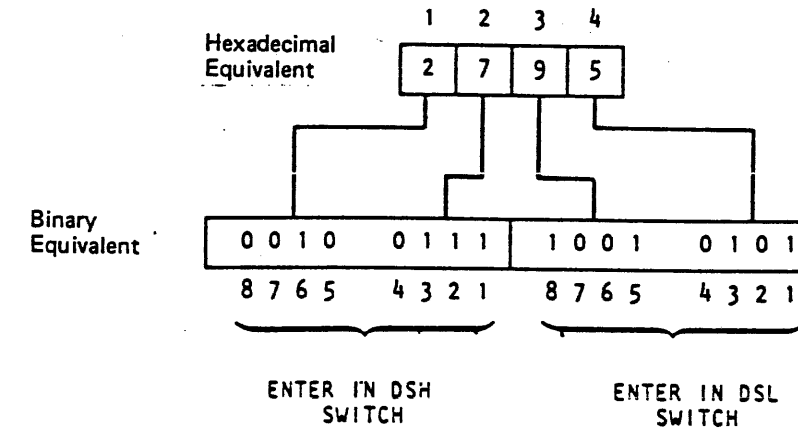 1 2 3 4
Hexadecimal
Equivalent
2 7 9 5
Binary
Equivalent
0 0 1 0 0 1 1 1 1 0 0 1 0 1 0 1
8 7 6 5 4 3 2 1 8 7 6 5 4 3 2 1
ENTER IN DSH
SWITCH
ENTER IN DSL
SWITCH